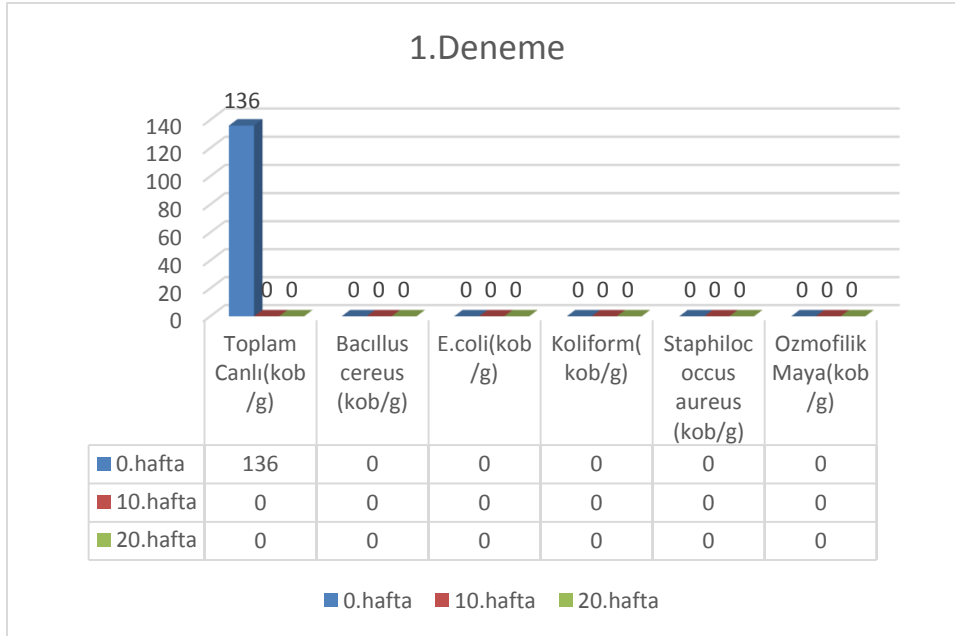 1.Deneme
136
140
120
100
80
60
40
20
0
0 0 0 0 0 0 0 0 0 0 0 0 0 0 0 0 0
Toplam
Canlı(kob
/g)
Bacıllus
cereus
(kob/g)
E.coli(kob
/g)
Koliform(
kob/g)
Staphiloc
occus
aureus
(kob/g)
Ozmofilik
Maya(kob
/g)
0.hafta 136 0 0 0 0 0
10.hafta 0 0 0 0 0 0
20.hafta 0 0 0 0 0 0
0.hafta 10.hafta 20.hafta